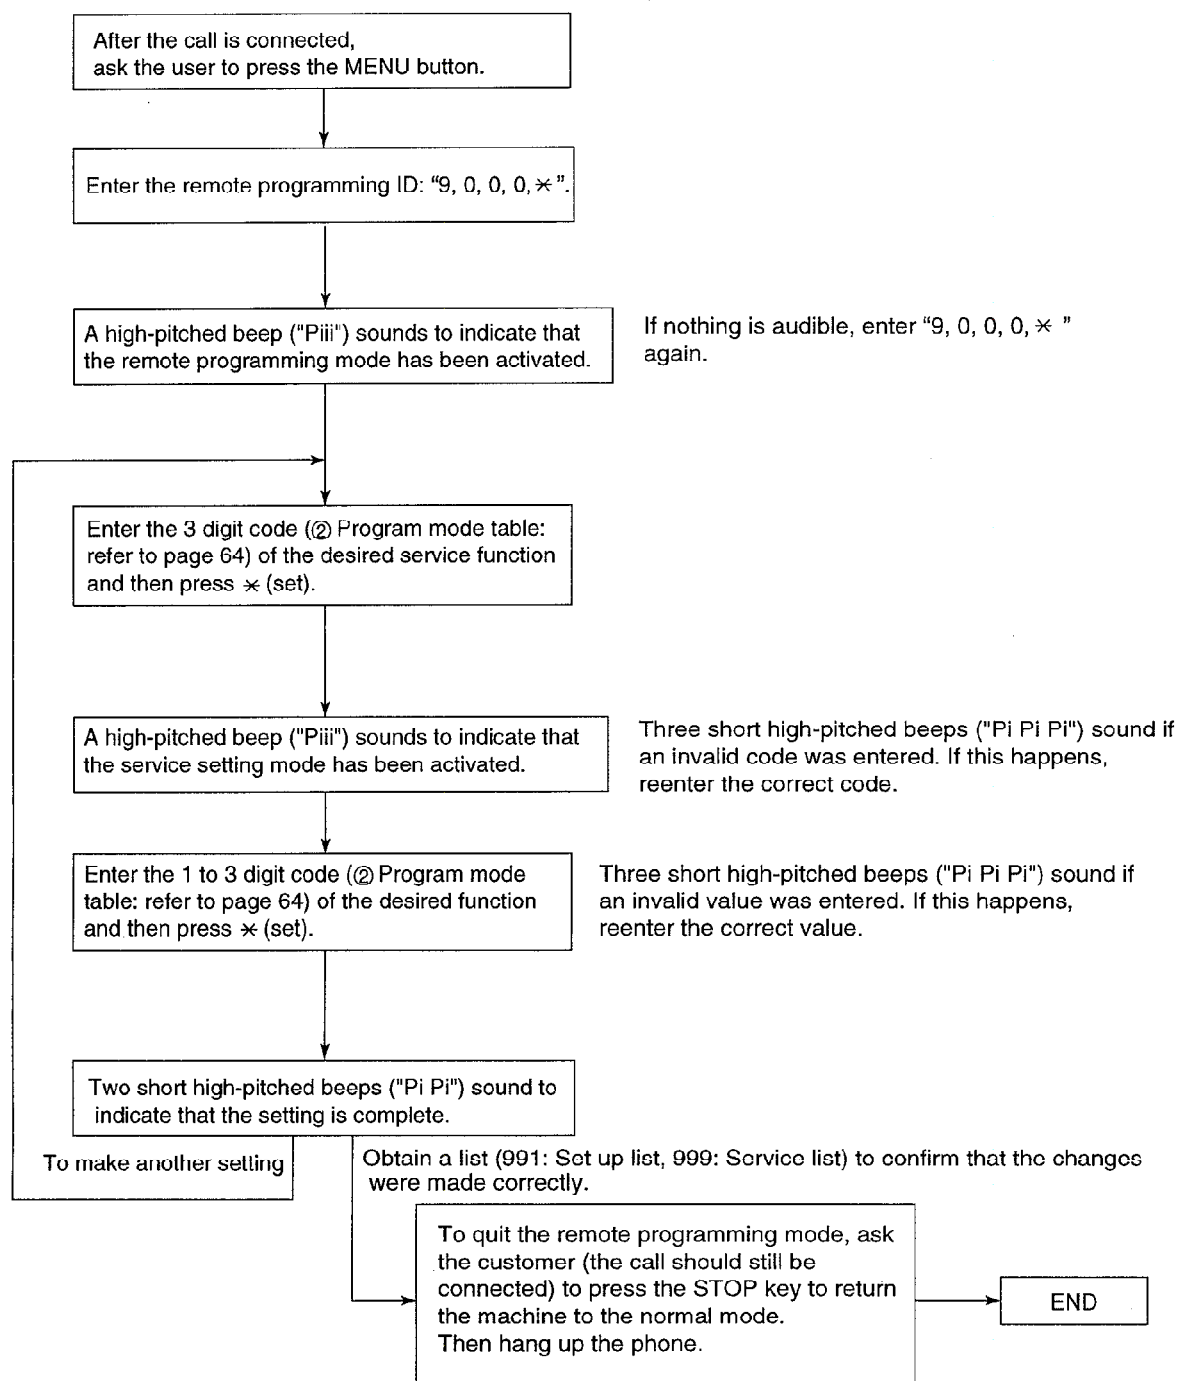 After the call is connected,
ask the user to press the MENU button.
Enter the remote programming ID: “9, 0, 0, 0, ✳”.
A high-pitched beep ("Piii") sounds to indicate that
the remote programming mode has been activated.
If nothing is audible, enter “9, 0, 0, 0, ✳ ”
again.
Enter the 3 digit code (② Program mode table:
refer to page 64) of the desired service function
and then press ✳ (set).
A high-pitched beep ("Piii") sounds to indicate that
the service setting mode has been activated.
Three short high-pitched beeps ("Pi Pi Pi") sound if
an invalid code was entered. If this happens,
reenter the correct code.
Enter the 1 to 3 digit code (② Program mode
table: refer to page 64) of the desired function
and then press ✳ (set).
Three short high-pitched beeps ("Pi Pi Pi") sound if
an invalid value was entered. If this happens,
reenter the correct value.
Two short high-pitched beeps ("Pi Pi") sound to
indicate that the setting is complete.
To make another setting
Obtain a list (991: Set up list, 999: Service list) to confirm that the changes
were made correctly.
To quit the remote programming mode, ask
the customer (the call should still be
connected) to press the STOP key to return
the machine to the normal mode.
Then hang up the phone.
END